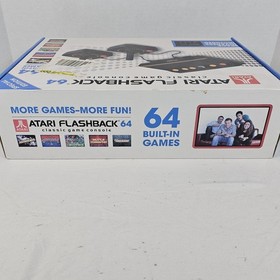 ATARI FLASHBACK 64
classic game console
MORE GAMES–MORE FUN!
ATARI FLASHBACK 64
classic game console
64
BUILT-IN
GAMES